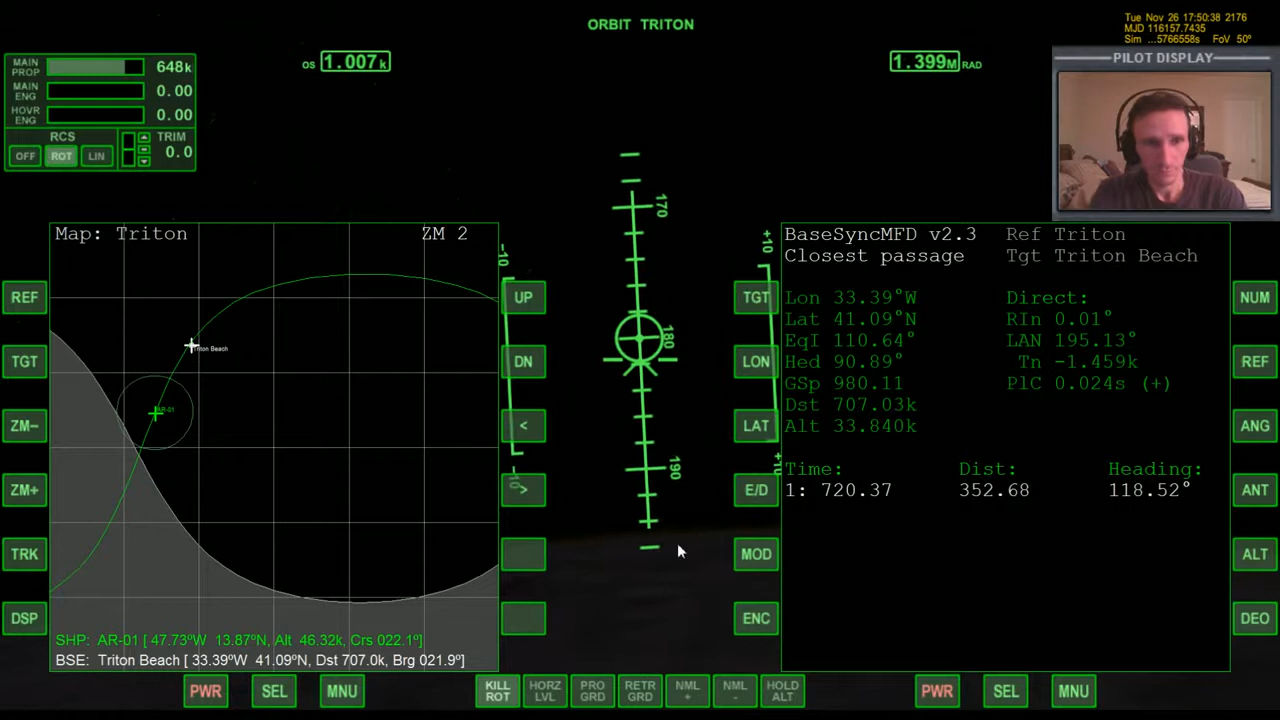 ORBIT TRITON
Tue Nov 26 17:50:38 2176
MJD 116157.7435
Sim ...5766558s FoV 50°
PILOT DISPLAY
MAIN PROP 648k
MAIN ENG 0.00
HOVR ENG 0.00
RCS TRIM
OFF ROT LIN 0.0
OS 1.007k
1.399M RAD
170
180
190
-10
-10
+10
+10
Map: Triton ZM 2
Triton Beach
AR-01
SHP: AR-01 [ 47.73°W 13.87°N, Alt 46.32k, Crs 022.1°]
BSE: Triton Beach [ 33.39°W 41.09°N, Dst 707.0k, Brg 021.9°]
REF
TGT
ZM-
ZM+
TRK
DSP
UP
DN
<
>
PWR SEL MNU
KILL ROT
HORZ LVL
PRO GRD
RETR GRD
NML +
NML -
HOLD ALT
BaseSyncMFD v2.3 Ref Triton
Closest passage Tgt Triton Beach
Lon 33.39°W Direct:
Lat 41.09°N RIn 0.01°
EqI 110.64° LAN 195.13°
Hed 90.89° Tn -1.459k
GSp 980.11 PlC 0.024s (+)
Dst 707.03k
Alt 33.840k
Time: Dist: Heading:
1: 720.37 352.68 118.52°
TGT
LON
LAT
E/D
MOD
ENC
NUM
REF
ANG
ANT
ALT
DEO
PWR SEL MNU